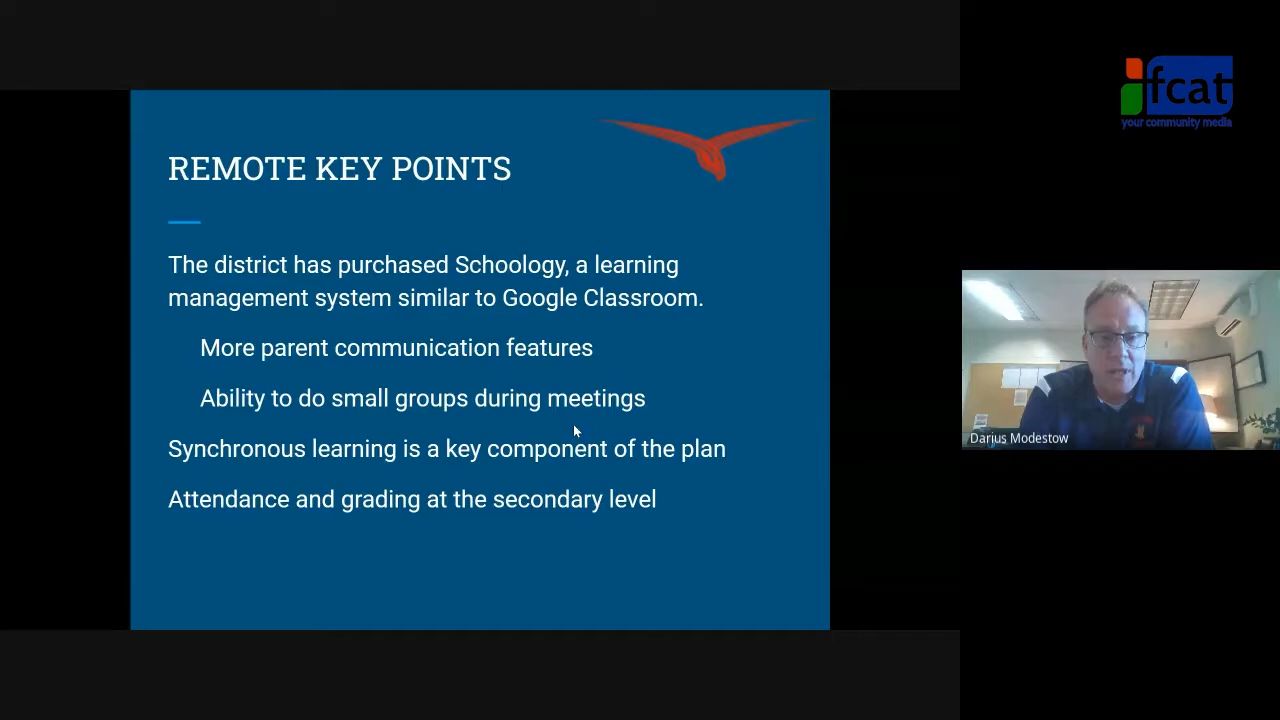 fcat
your community media
REMOTE KEY POINTS
The district has purchased Schoology, a learning
management system similar to Google Classroom.
More parent communication features
Ability to do small groups during meetings
Synchronous learning is a key component of the plan
Attendance and grading at the secondary level
Darius Modestow